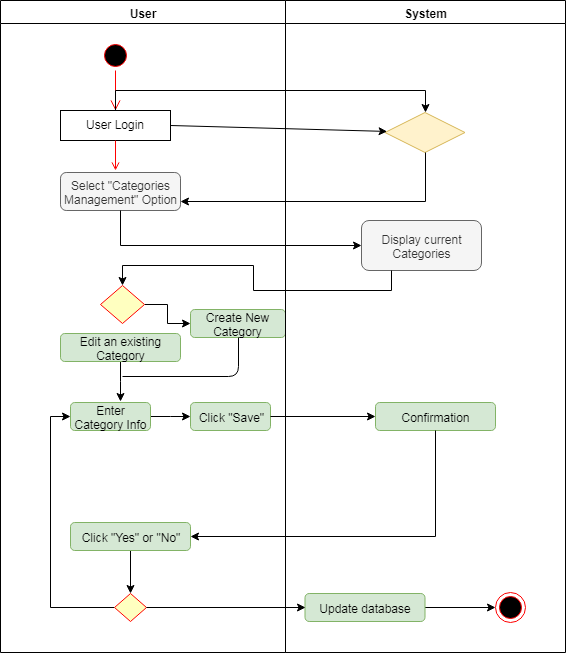 User
System
User Login
Select "Categories
Management" Option
Display current
Categories
Create New
Category
Edit an existing
Category
Enter
Category Info
Click "Save"
Confirmation
Click "Yes" or "No"
Update database